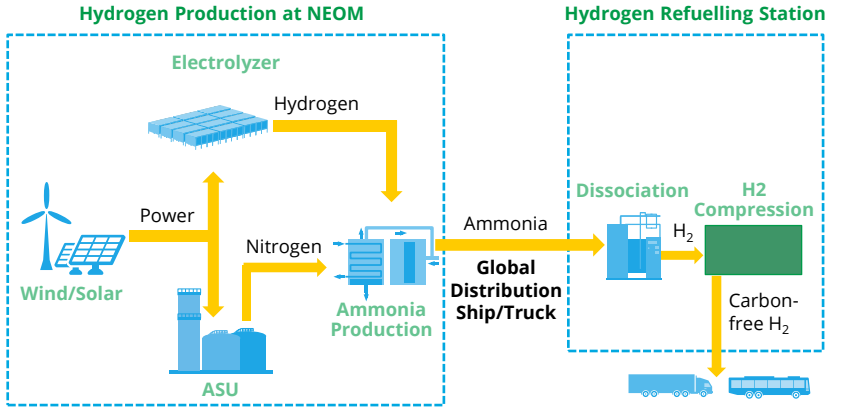 Hydrogen Production at NEOM
Hydrogen Refuelling Station
Electrolyzer
Hydrogen
Power
Wind/Solar
Nitrogen
ASU
Ammonia
Production
Ammonia
Global
Distribution
Ship/Truck
Dissociation
H₂
H2
Compression
Carbon-
free H₂